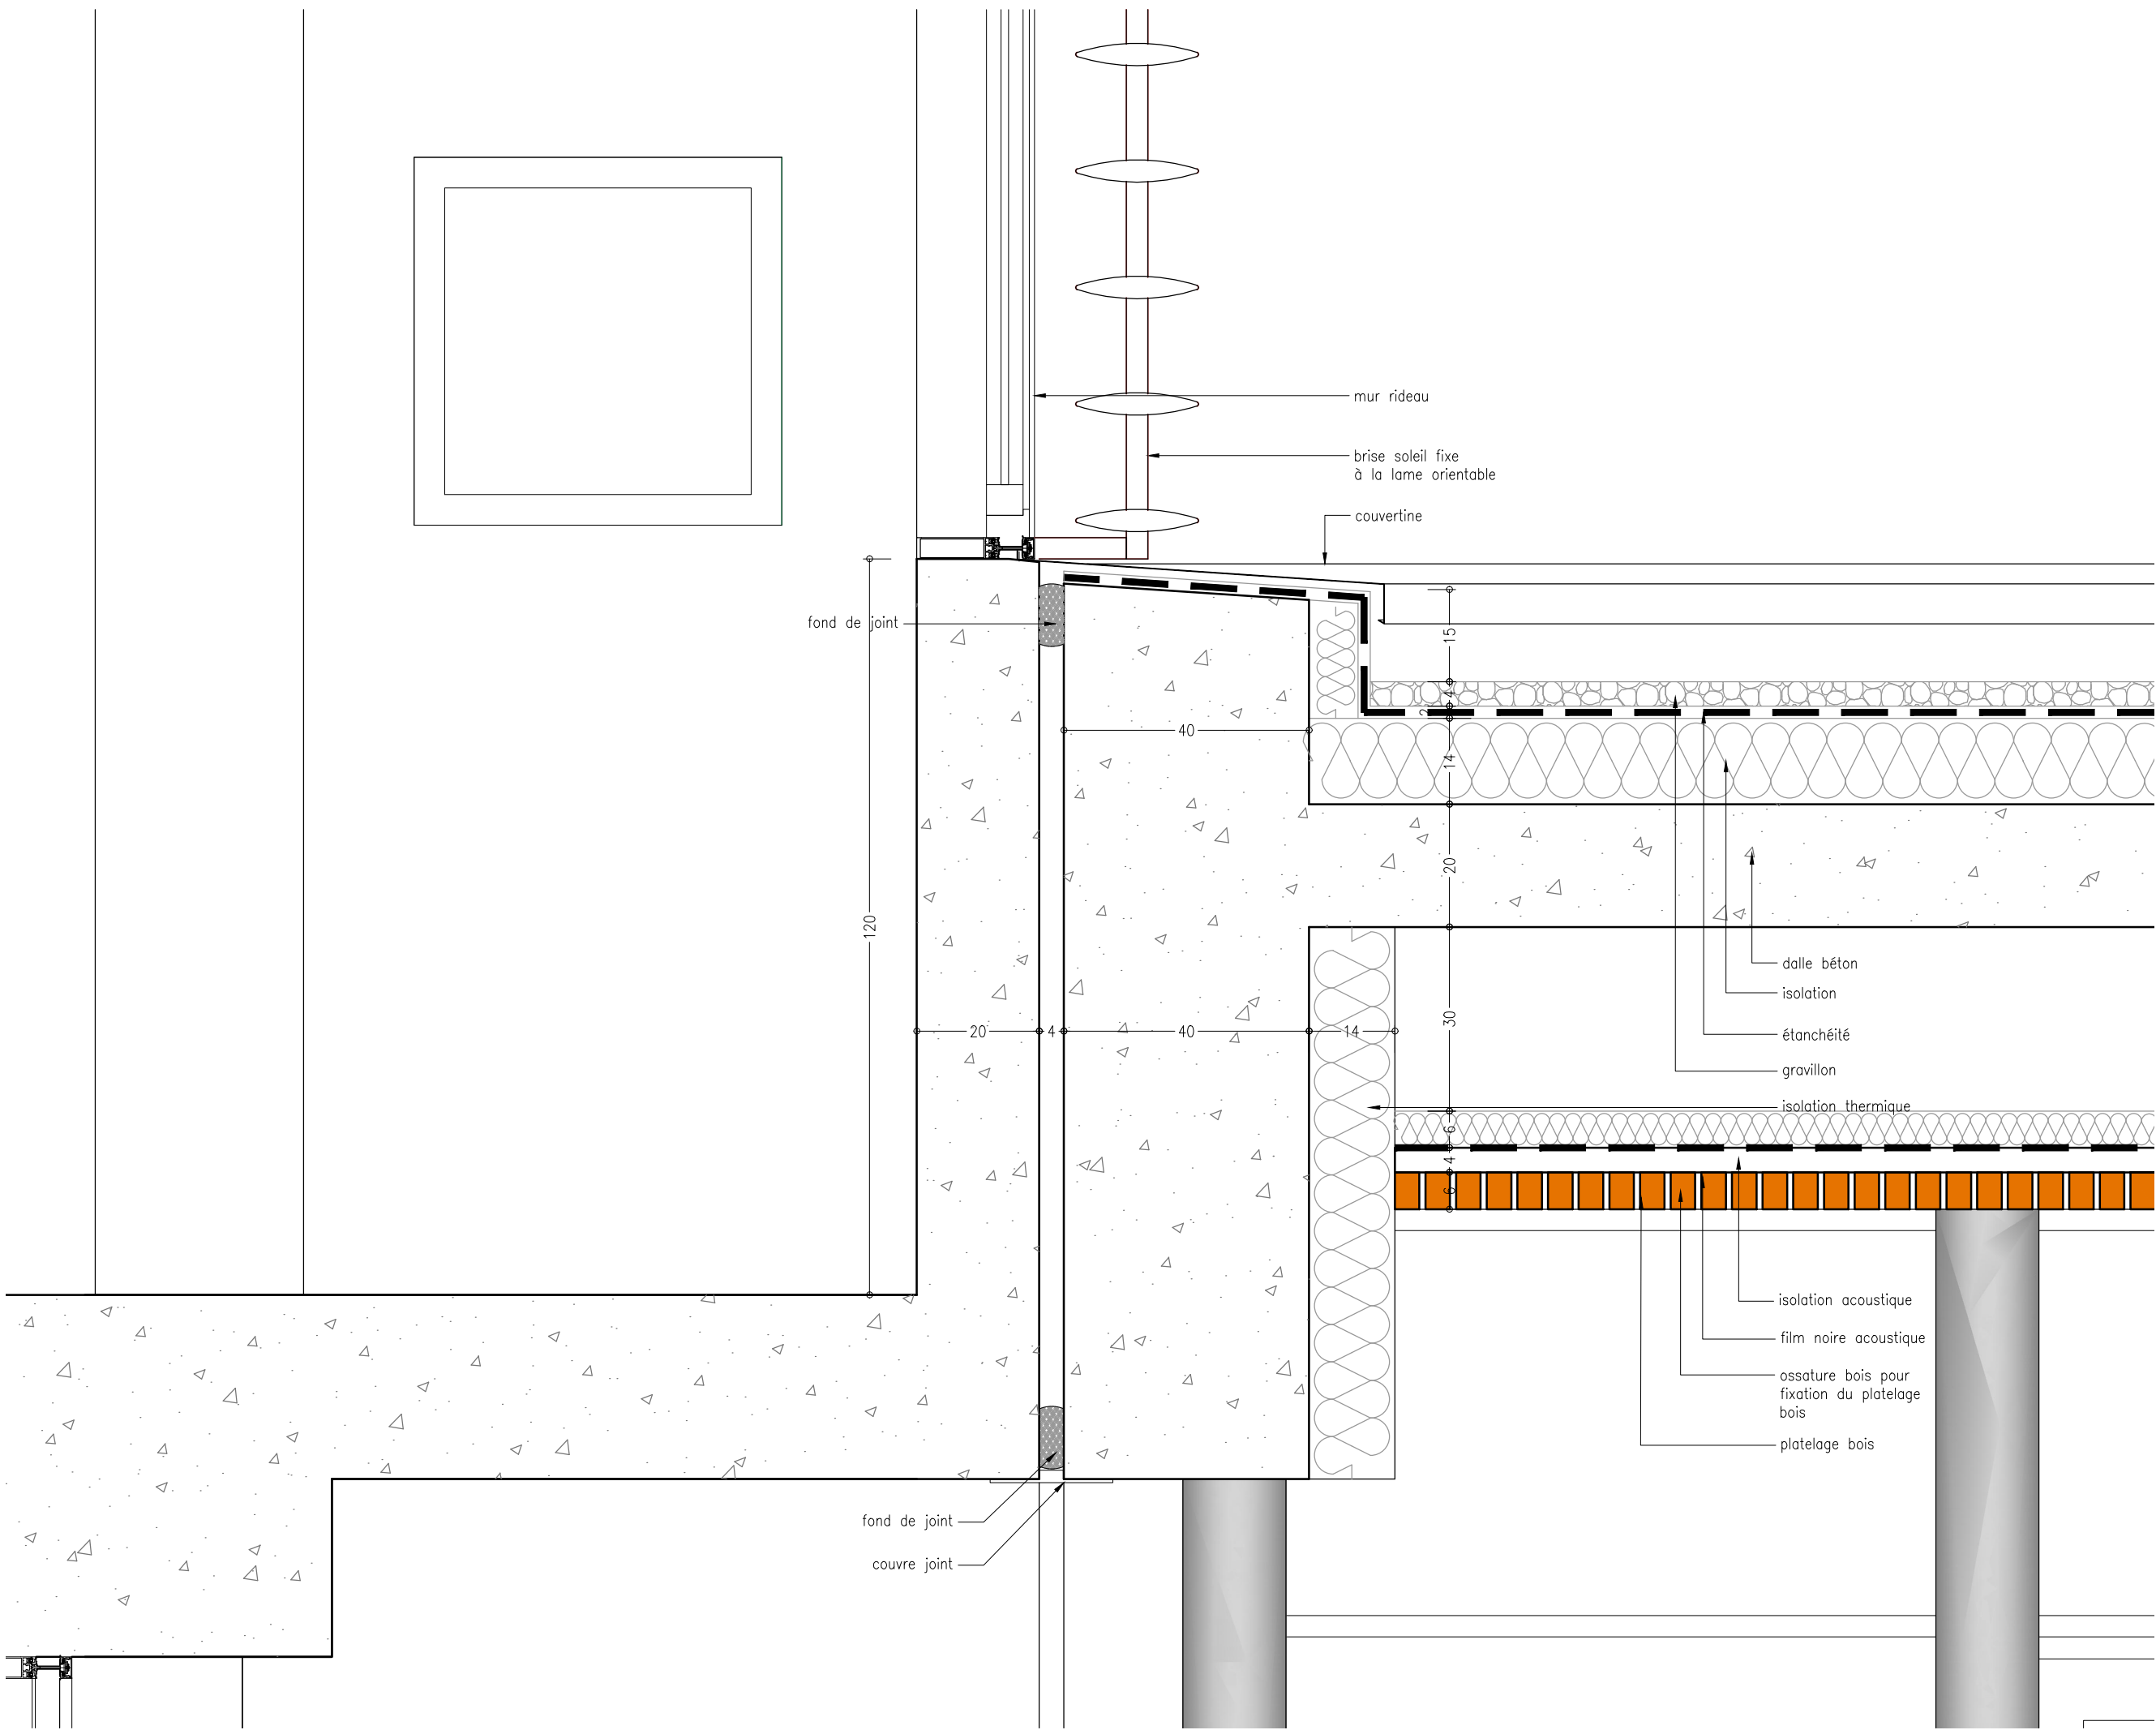 mur rideau
brise soleil fixe
à la lame orientable
couvertine
fond de joint
15
4
2
40
14
20
120
dalle béton
isolation
30
20
4
40
14
étanchéité
gravillon
isolation thermique
6
4
6
isolation acoustique
film noire acoustique
ossature bois pour
fixation du platelage
bois
platelage bois
fond de joint
couvre joint